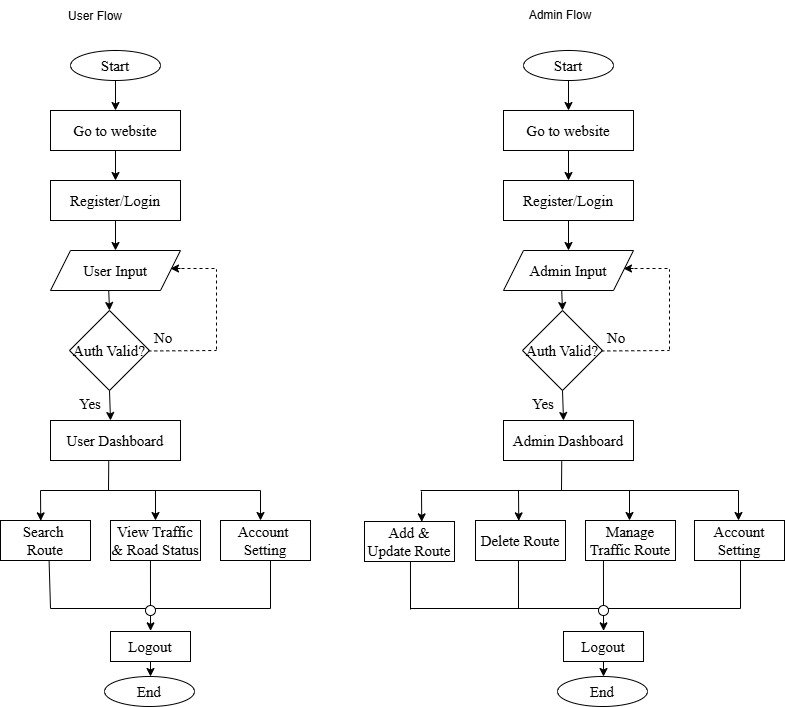 User Flow
Start
Go to website
Register/Login
User Input
Auth Valid?
No
Yes
User Dashboard
Search
Route
View Traffic
& Road Status
Account
Setting
Logout
End
Admin Flow
Start
Go to website
Register/Login
Admin Input
Auth Valid?
No
Yes
Admin Dashboard
Add &
Update Route
Delete Route
Manage
Traffic Route
Account
Setting
Logout
End